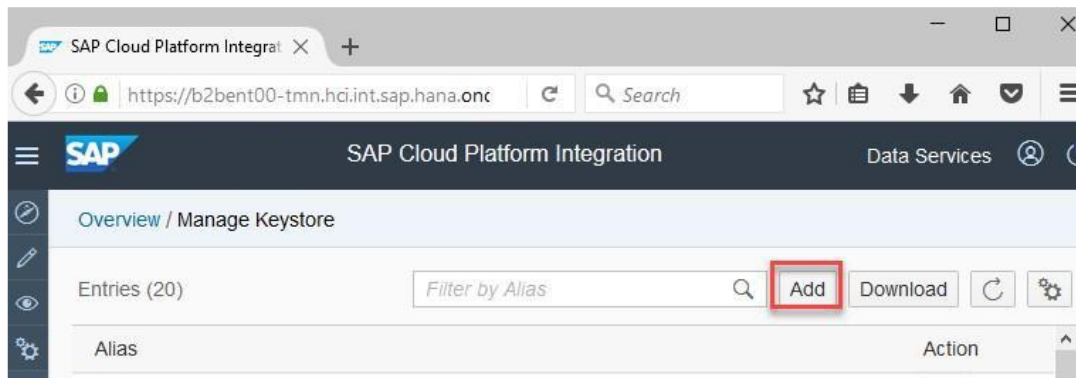 SAP SAP Cloud Platform Integrat
https://b2bent00-tmn.hci.int.sap.hana.onc Search
SAP SAP Cloud Platform Integration Data Services
Overview / Manage Keystore
Entries (20) Filter by Alias Add Download
Alias Action